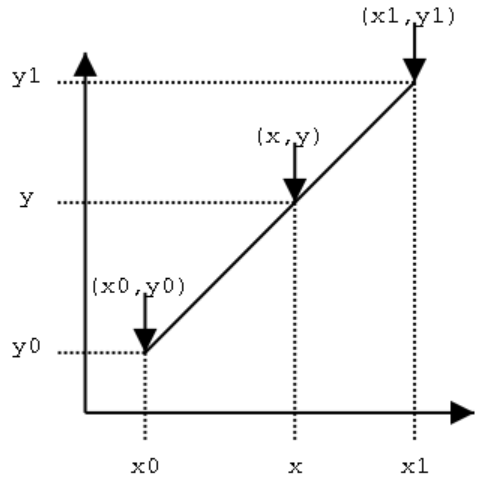 (x1,y1)
y1
(x,y)
y
(x0,y0)
y0
x0 x x1